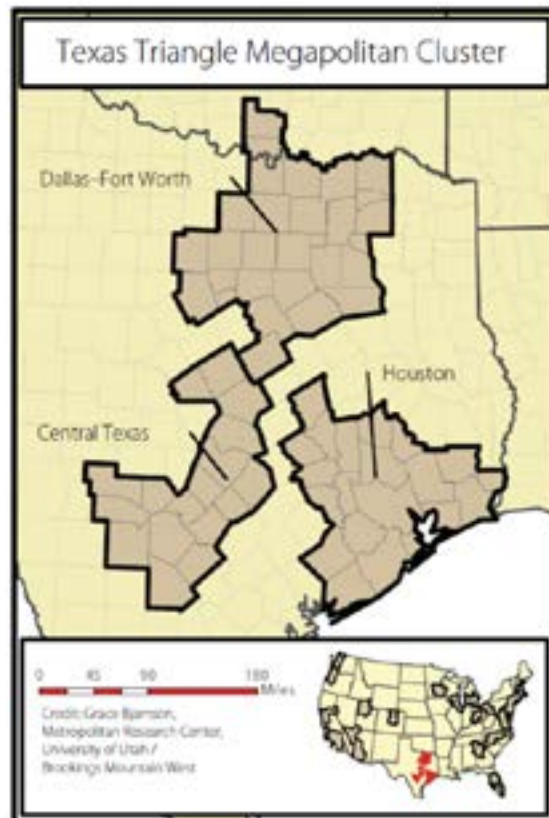 Texas Triangle Megapolitan Cluster
Dallas–Fort Worth
Houston
Central Texas
0 45 90 180
Miles
Credit: Grace Bjarnson,
Metropolitan Research Center,
University of Utah /
Brookings Mountain West